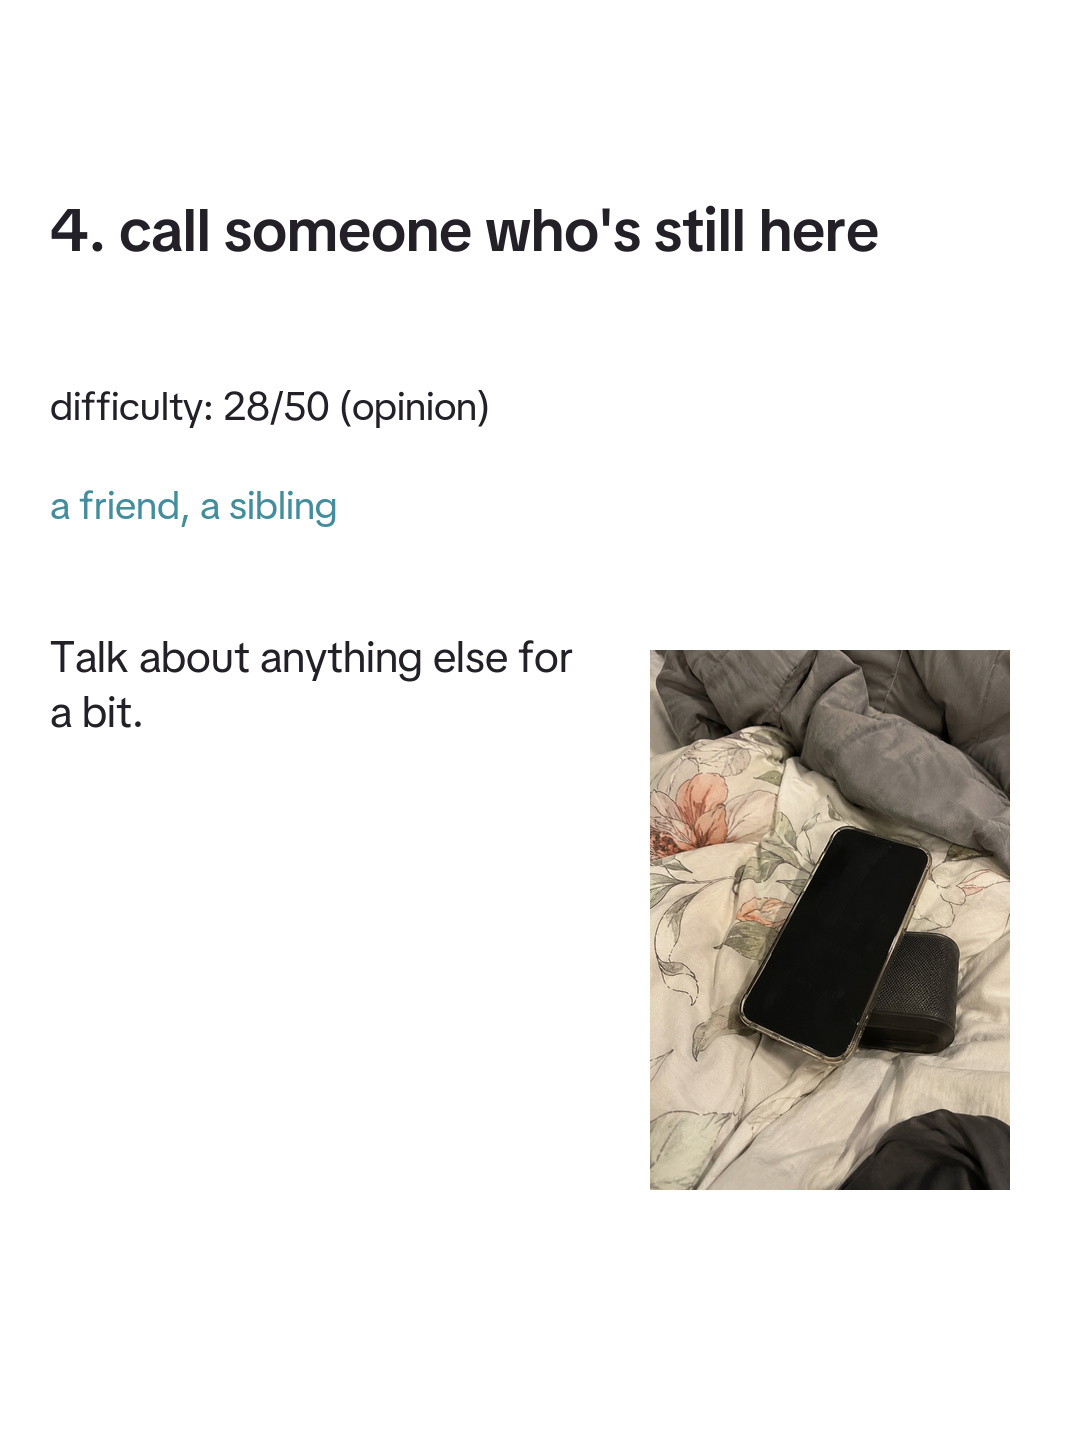 4. call someone who's still here
difficulty: 28/50 (opinion)
a friend, a sibling
Talk about anything else for
a bit.